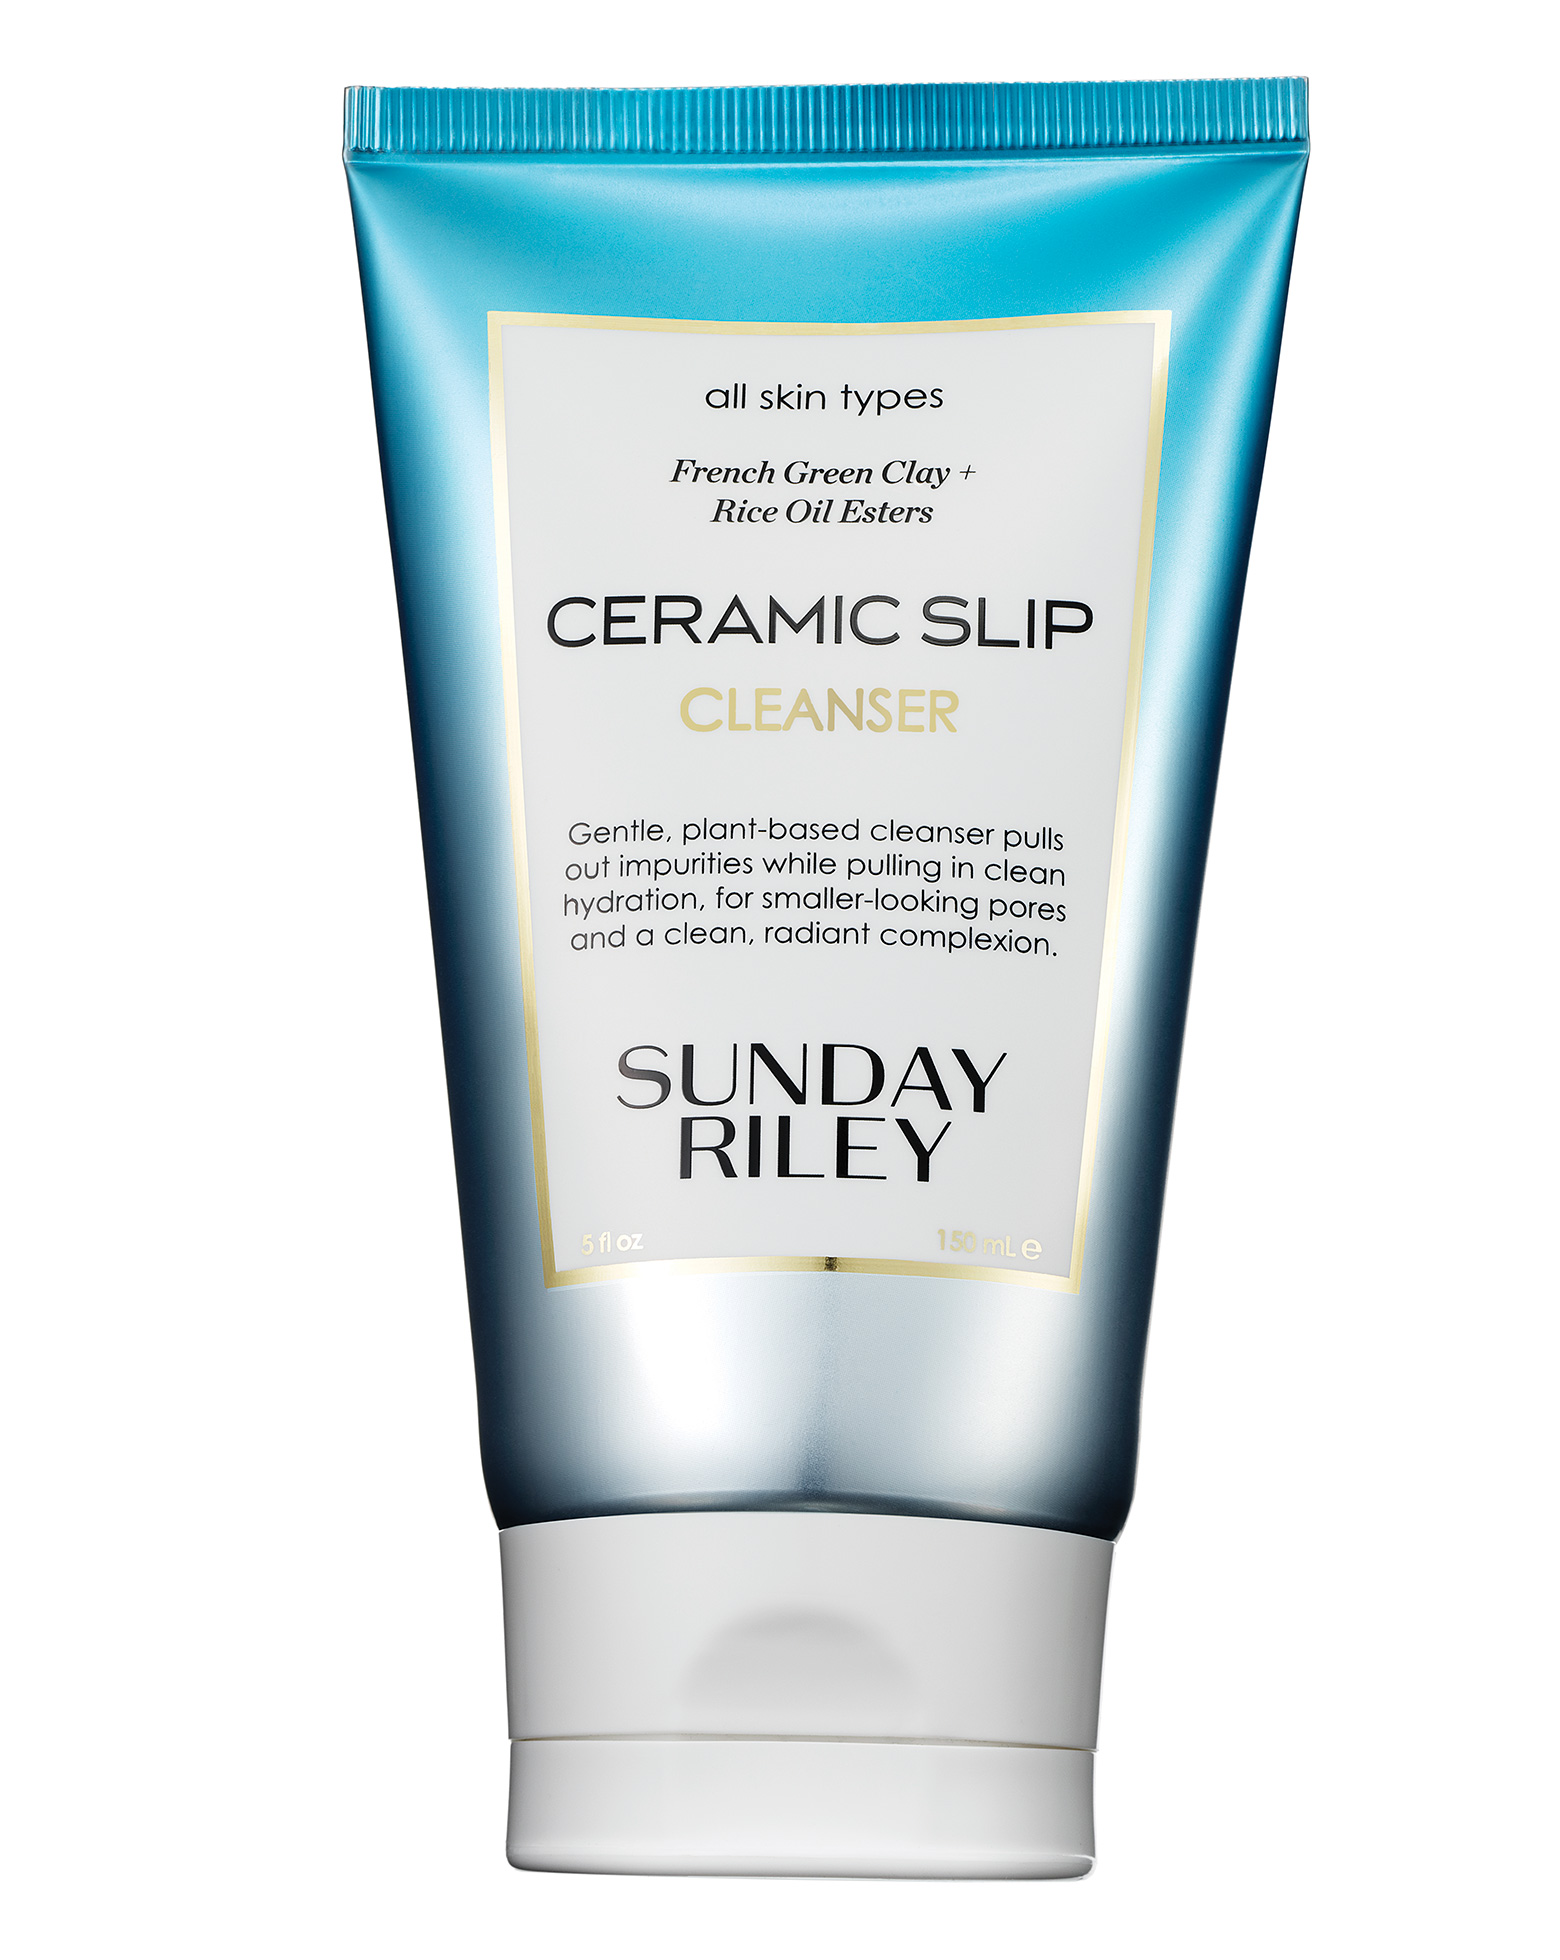 all skin types
French Green Clay +
Rice Oil Esters
CERAMIC SLIP
CLEANSER
Gentle, plant-based cleanser pulls
out impurities while pulling in clean
hydration, for smaller-looking pores
and a clean, radiant complexion.
SUNDAY
RILEY
5 fl oz 150 mL e